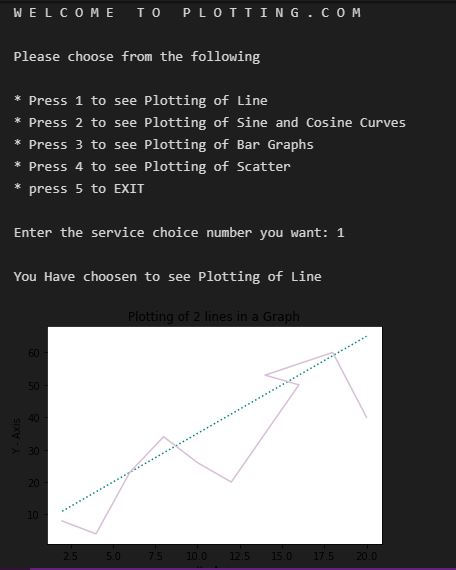 W E L C O M E   T O   P L O T T I N G . C O M
Please choose from the following
* Press 1 to see Plotting of Line
* Press 2 to see Plotting of Sine and Cosine Curves
* Press 3 to see Plotting of Bar Graphs
* Press 4 to see Plotting of Scatter
* press 5 to EXIT
Enter the service choice number you want: 1
You Have choosen to see Plotting of Line
Plotting of 2 lines in a Graph
Y - Axis
60
50
40
30
20
10
2.5 5.0 7.5 10.0 12.5 15.0 17.5 20.0